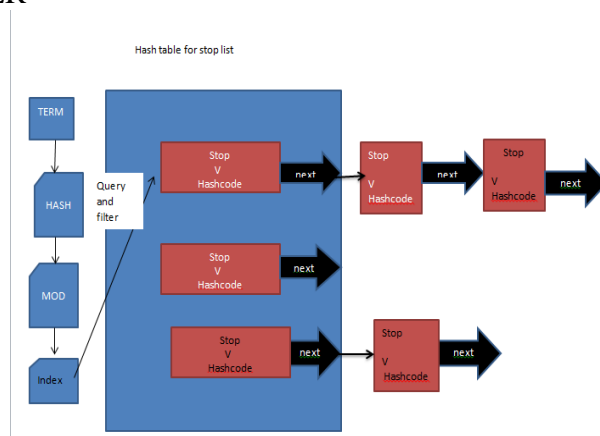 ER
Hash table for stop list
TERM
HASH
MOD
Index
Query
and
filter
Stop
V
Hashcode
next
Stop
V
Hashcode
next
Stop
V
Hashcode
next
Stop
V
Hashcode
next
Stop
V
Hashcode
next
Stop
V
Hashcode
next